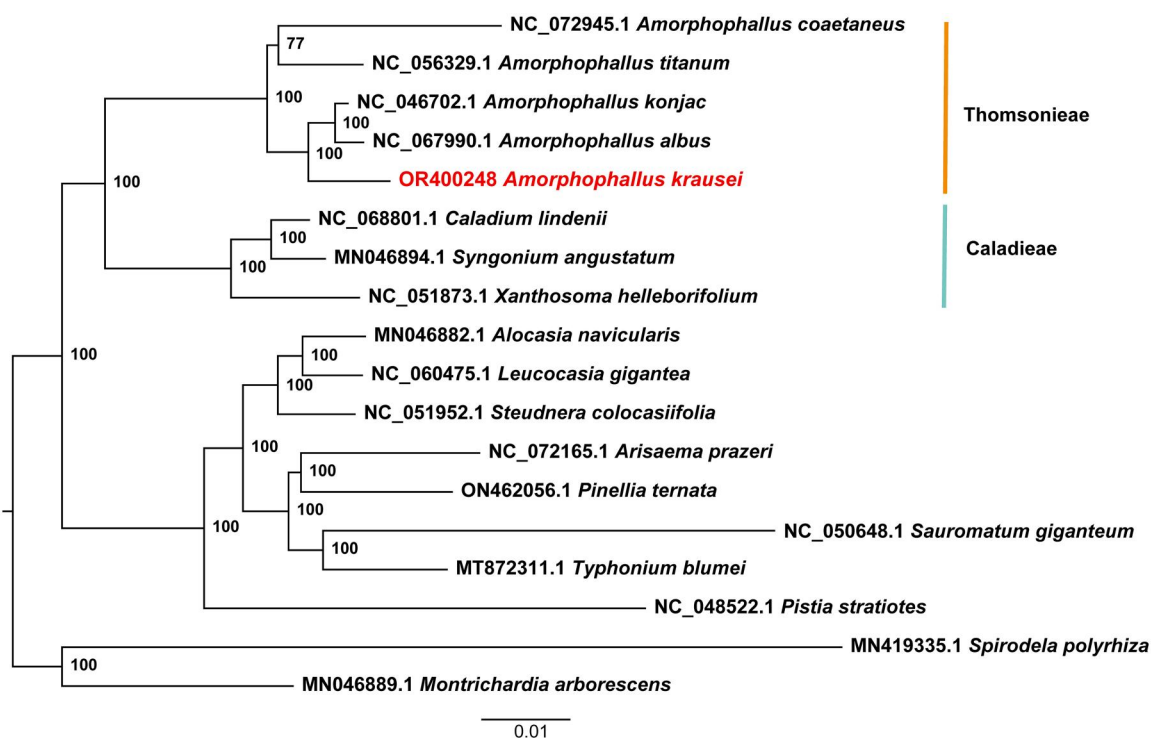 NC_072945.1 Amorphophallus coaetaneus
77
NC_056329.1 Amorphophallus titanum
100
NC_046702.1 Amorphophallus konjac
100
NC_067990.1 Amorphophallus albus
100
OR400248 Amorphophallus krausei
Thomsonieae
100
NC_068801.1 Caladium lindenii
100
MN046894.1 Syngonium angustatum
100
NC_051873.1 Xanthosoma helleborifolium
Caladieae
100
MN046882.1 Alocasia navicularis
100
NC_060475.1 Leucocasia gigantea
100
NC_051952.1 Steudnera colocasiifolia
100
NC_072165.1 Arisaema prazeri
100
ON462056.1 Pinellia ternata
100
100
NC_050648.1 Sauromatum giganteum
100
MT872311.1 Typhonium blumei
NC_048522.1 Pistia stratiotes
MN419335.1 Spirodela polyrhiza
100
MN046889.1 Montrichardia arborescens
0.01